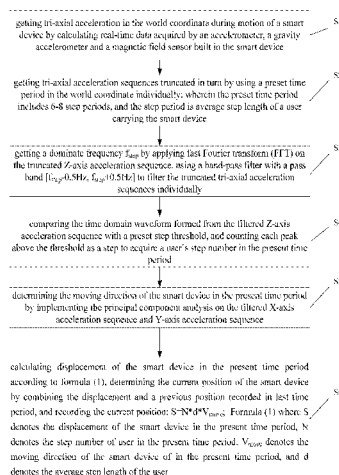 getting tri-axial acceleration in the world coordinate during motion of a smart
device by calculating real-time data acquired by an accelerometer, a gravity
accelerometer and a magnetic field sensor built in the smart
device
S
getting tri-axial acceleration sequences truncated in turn by using a preset time
period in the world coordinate individually; wherein the preset time period
includes 6-8 step periods, and the step period is average step length of a user
carrying the smart device
S
getting a dominate frequency fstep by applying fast Fourier transform (FFT) on
the truncated Z-axis acceleration sequence, using a band-pass filter with a pass
band [fstep-0.5Hz, fstep+0.5Hz] to filter the truncated tri-axial acceleration
sequences individually
S
comparing the time domain waveform formed from the filtered Z-axis
acceleration sequence with a preset step threshold, and counting each peak
above the threshold as a step to acquire a user's step number in the present time
period
S
determining the moving direction of the smart device in the present time period
by implementing the principal component analysis on the filtered X-axis
acceleration sequence and Y-axis acceleration sequence
S
calculating displacement of the smart device in the present time period
according to formula (1), determining the current position of the smart device
by combining the displacement and a previous position recorded in last time
period, and recording the current position: S=N*d*Vmove; Formula (1) where S
denotes the displacement of the smart device in the present time period, N
denotes the step number of user in the present time period, Vmove denotes the
moving direction of the smart device of in the present time period, and d
denotes the average step length of the user
S